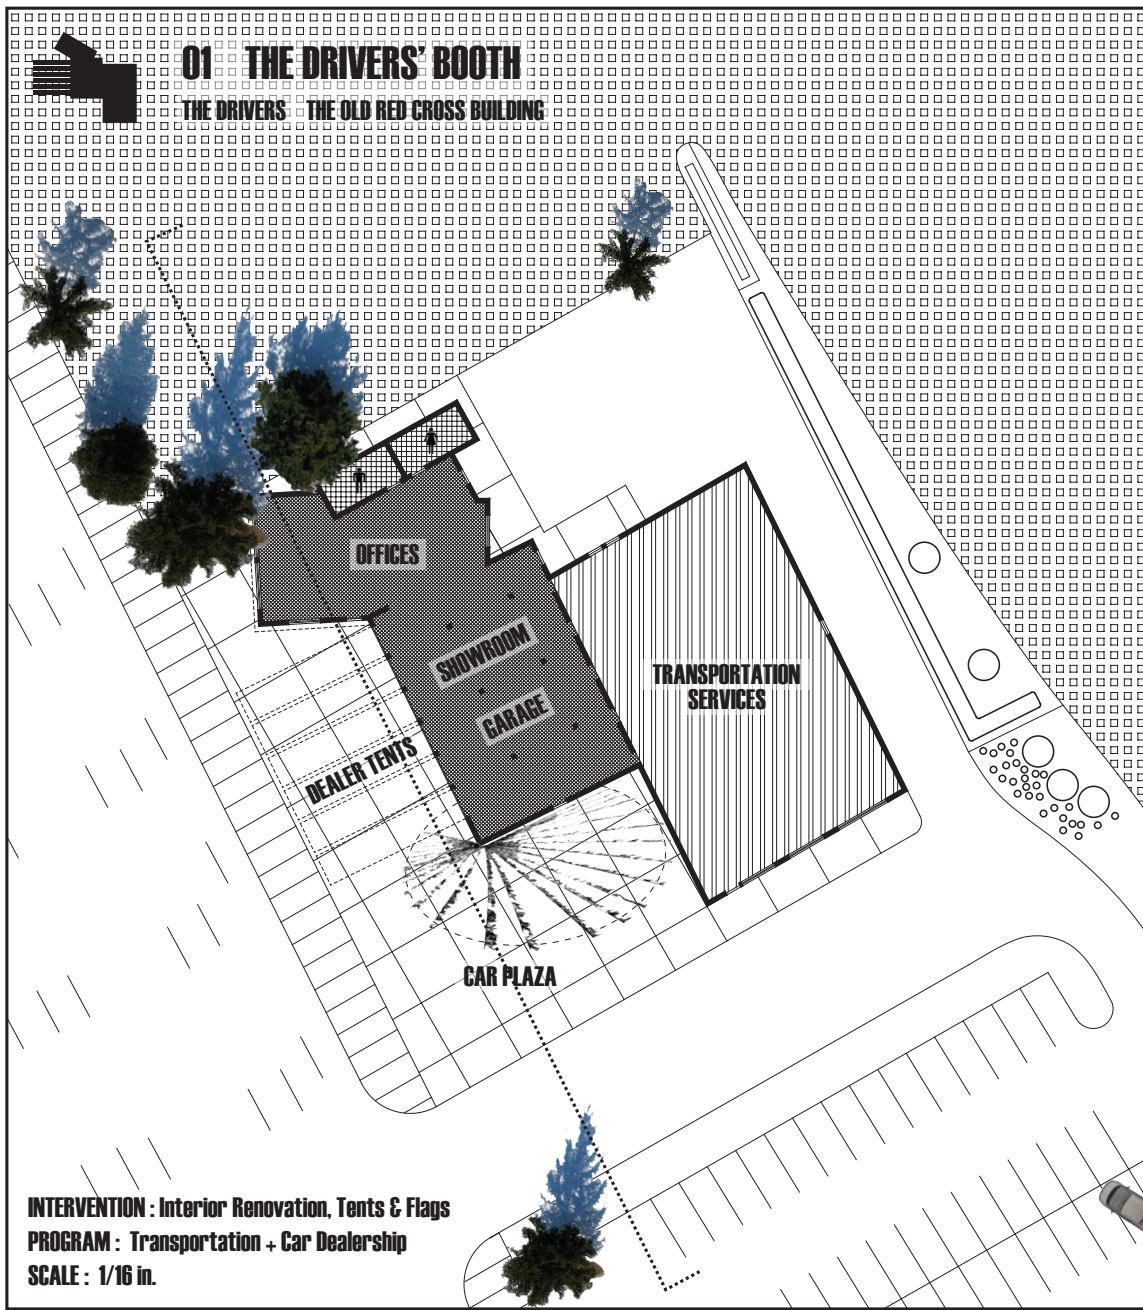 01 THE DRIVERS' BOOTH
THE DRIVERS THE OLD RED CROSS BUILDING
OFFICES
SHOWROOM
GARAGE
TRANSPORTATION
SERVICES
DEALER TENTS
CAR PLAZA
INTERVENTION : Interior Renovation, Tents & Flags
PROGRAM : Transportation + Car Dealership
SCALE : 1/16 in.